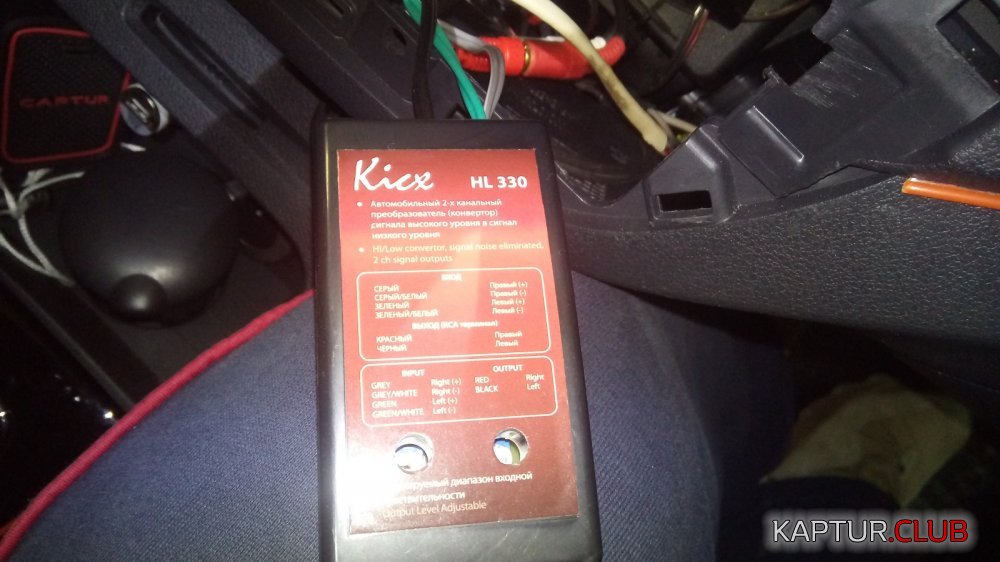 CAPTUR
Kicx HL 330
• Автомобильный 2-х канальный
преобразователь (конвертор)
сигнала высокого уровня в сигнал
низкого уровня
• Hi/Low convertor, signal noise eliminated,
2 ch signal outputs
ВХОД
СЕРЫЙ Правый (+)
СЕРЫЙ/БЕЛЫЙ Правый (-)
ЗЕЛЕНЫЙ Левый (+)
ЗЕЛЕНЫЙ/БЕЛЫЙ Левый (-)
ВЫХОД (RCA терминал)
КРАСНЫЙ Правый
ЧЕРНЫЙ Левый
INPUT OUTPUT
GREY Right (+) RED Right
GREY/WHITE Right (-) BLACK Left
GREEN Left (+)
GREEN/WHITE Left (-)
диапазон входной
Output Level Adjustable
KAPTUR.CLUB